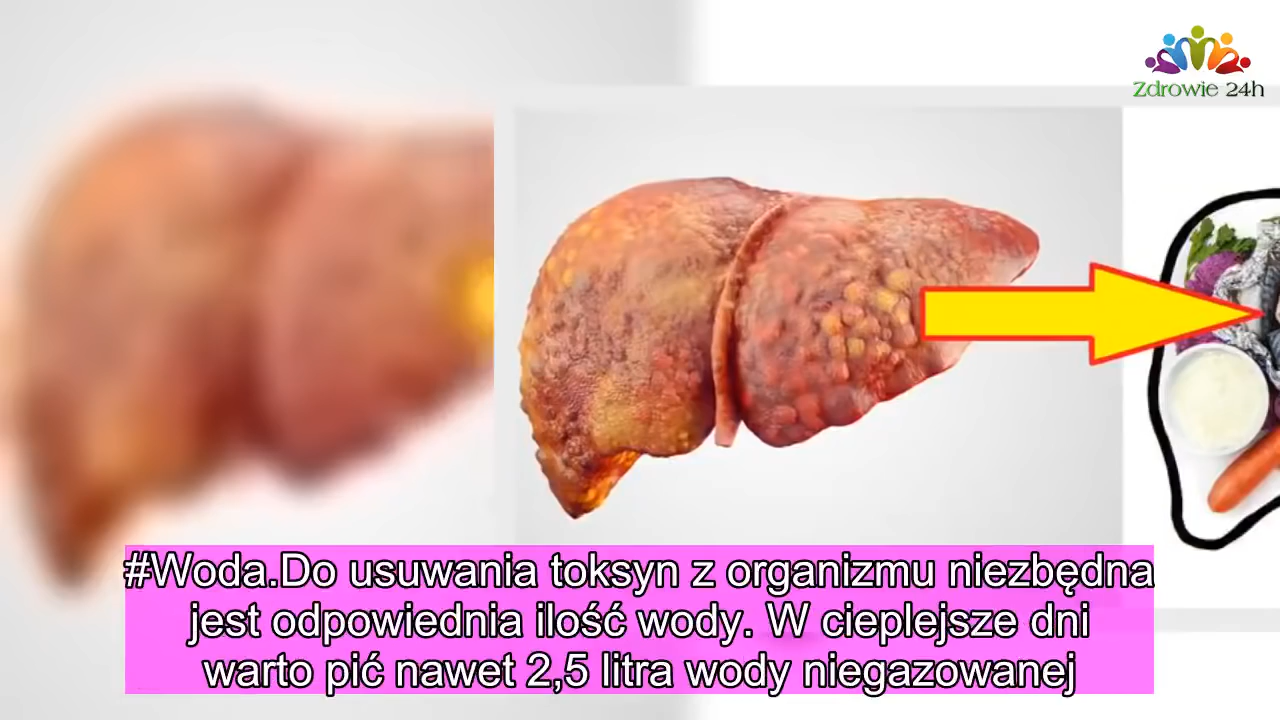 Zdrowie 24h
#Woda.Do usuwania toksyn z organizmu niezbędna
jest odpowiednia ilość wody. W cieplejsze dni
warto pić nawet 2,5 litra wody niegazowanej